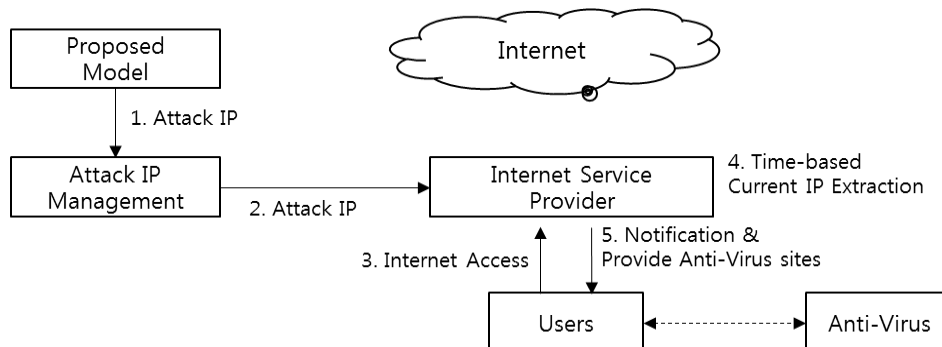 Proposed
Model
Internet
1. Attack IP
Attack IP
Management
2. Attack IP
Internet Service
Provider
4. Time-based
Current IP Extraction
3. Internet Access
5. Notification &
Provide Anti-Virus sites
Users
Anti-Virus